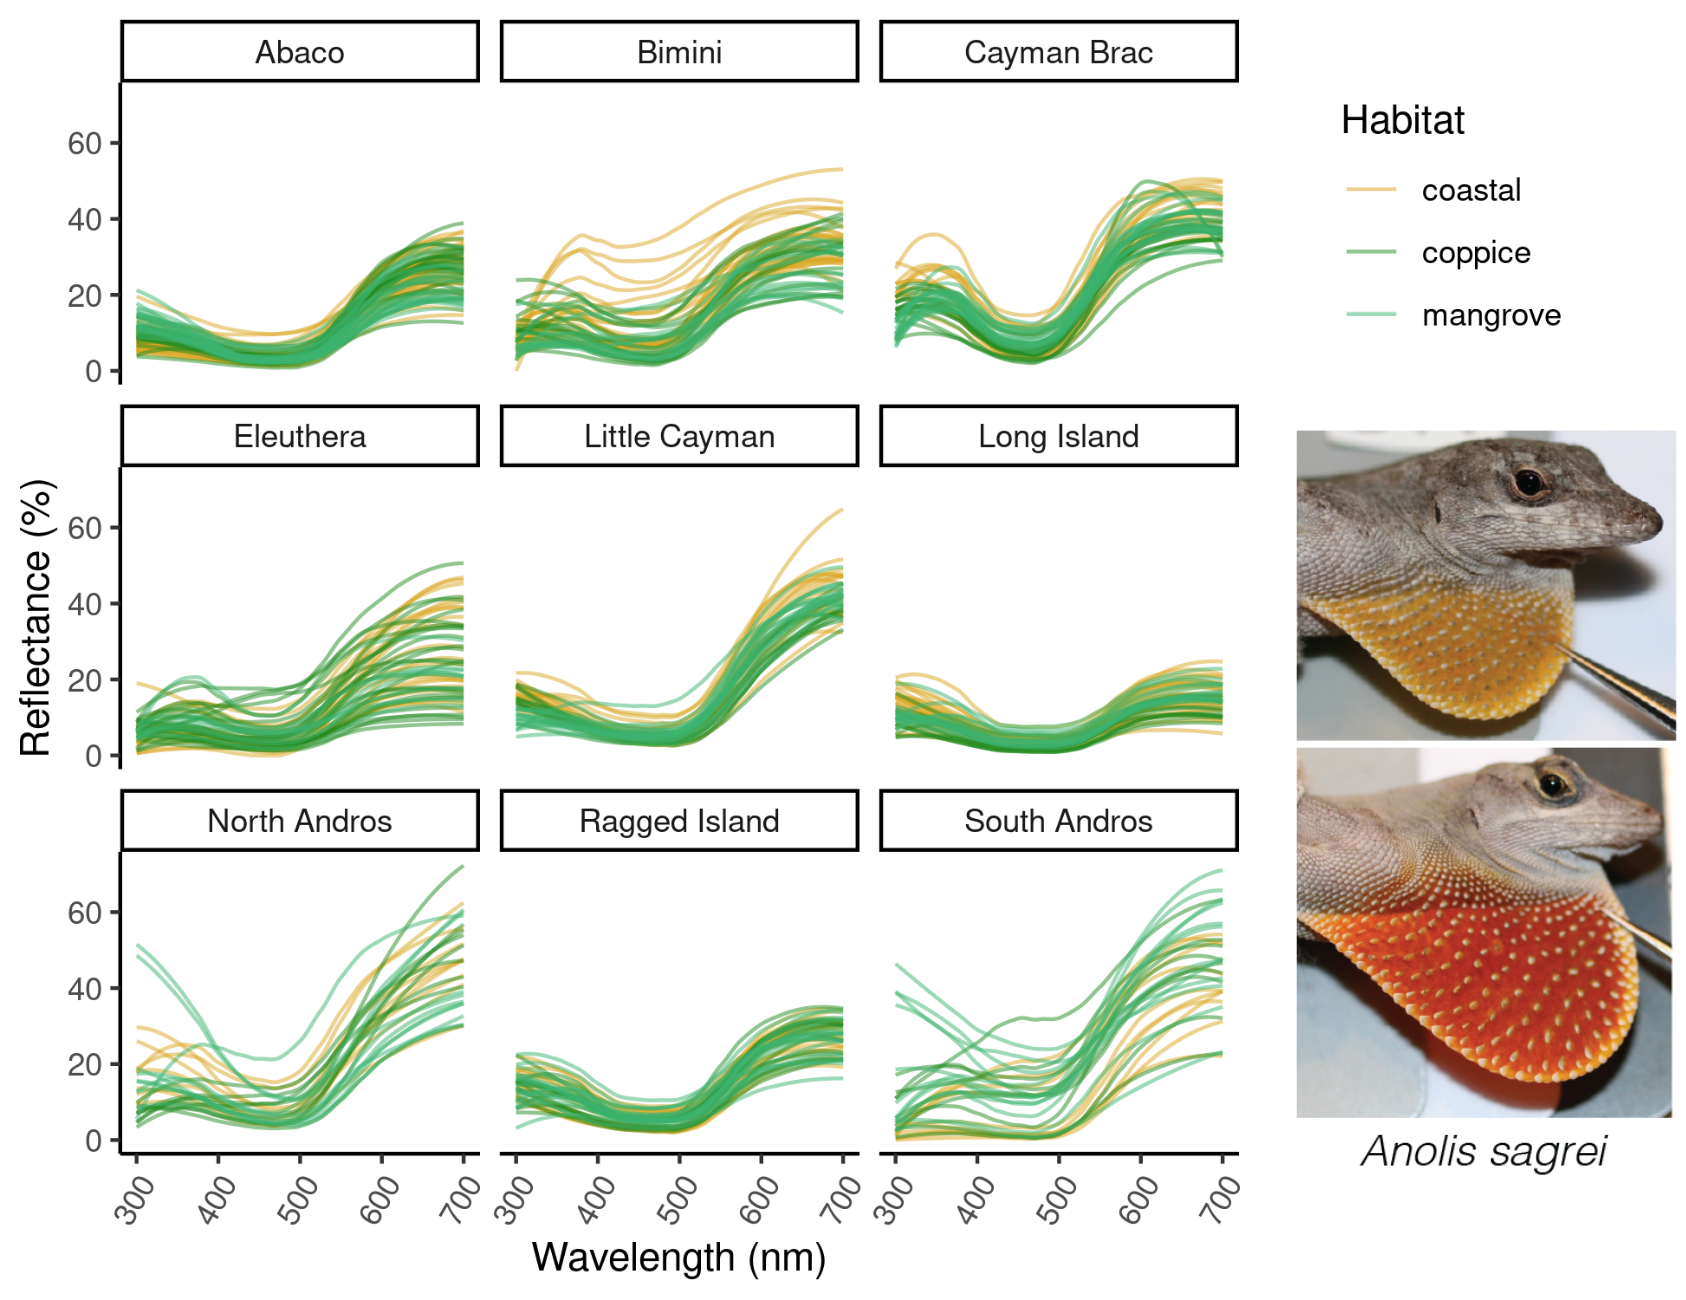 Abaco
Bimini
Cayman Brac
60
40
20
0
Eleuthera
Little Cayman
Long Island
60
40
20
0
North Andros
Ragged Island
South Andros
60
40
20
0
300 400 500 600 700
300 400 500 600 700
300 400 500 600 700
Wavelength (nm)
Reflectance (%)
Habitat
coastal
coppice
mangrove
Anolis sagrei